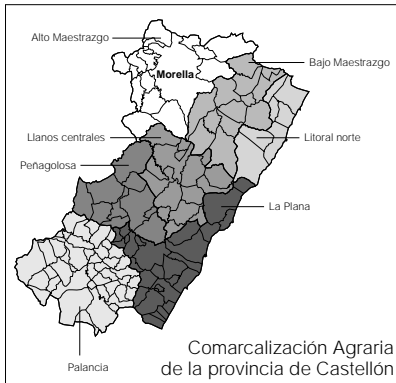 Alto Maestrazgo
Morella
Bajo Maestrazgo
Llanos centrales
Litoral norte
Peñagolosa
La Plana
Palancia
Comarcalización Agraria
de la provincia de Castellón